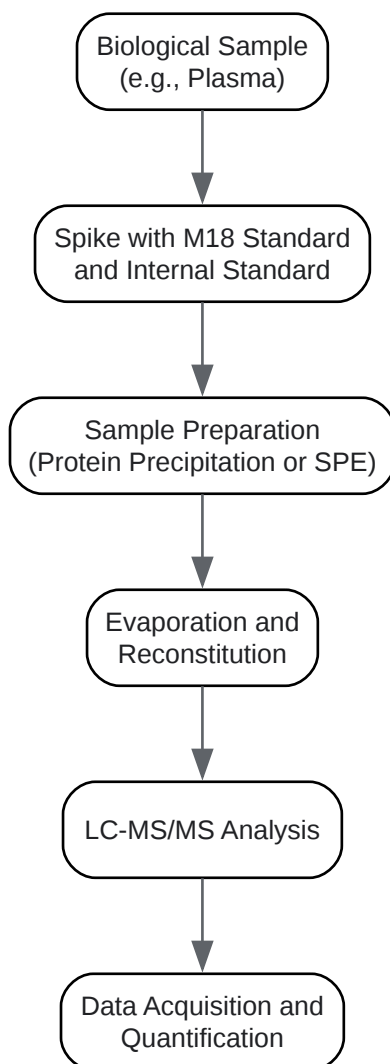 Biological Sample
(e.g., Plasma)
Spike with M18 Standard
and Internal Standard
Sample Preparation
(Protein Precipitation or SPE)
Evaporation and
Reconstitution
LC-MS/MS Analysis
Data Acquisition and
Quantification